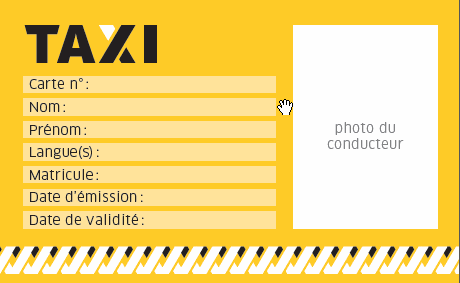 TAXI
Carte n°:
Nom:
Prénom:
Langue(s):
Matricule:
Date d'émission:
Date de validité:
photo du
conducteur